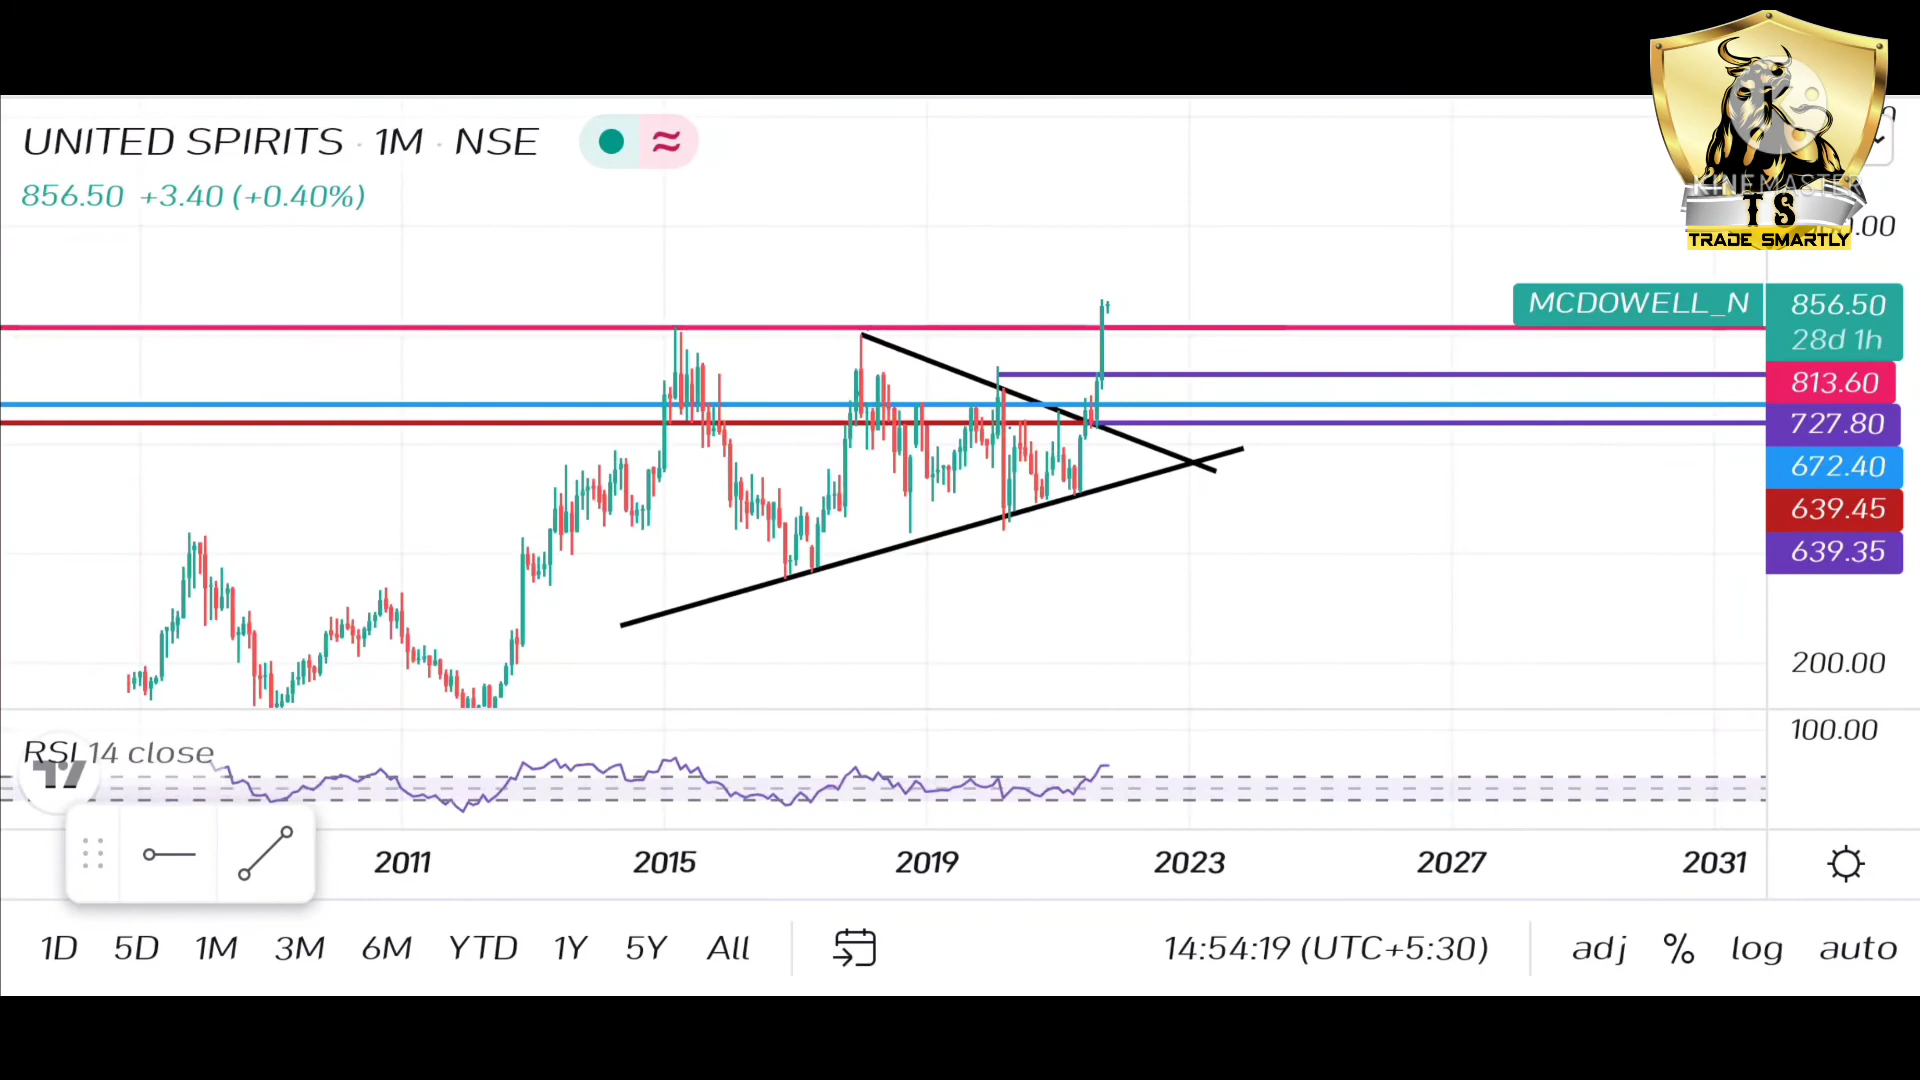 UNITED SPIRITS · 1M · NSE
856.50 +3.40 (+0.40%)
KINEMASTER
T S
TRADE SMARTLY
MCDOWELL_N
856.50
28d 1h
813.60
727.80
672.40
639.45
639.35
200.00
100.00
RSI 14 close
2011 2015 2019 2023 2027 2031
1D 5D 1M 3M 6M YTD 1Y 5Y All
14:54:19 (UTC+5:30)
adj % log auto